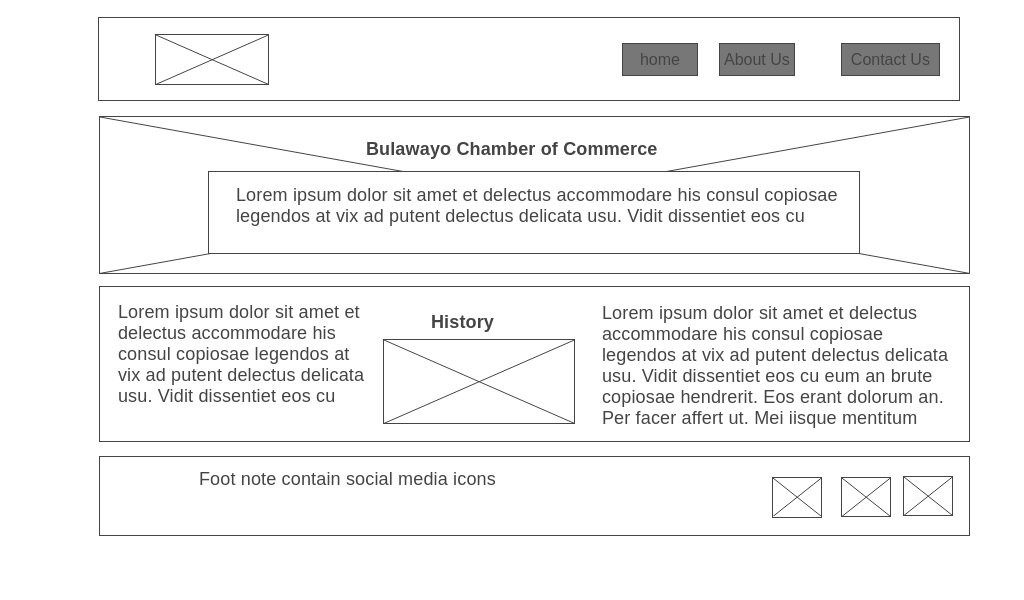 home
About Us
Contact Us
Bulawayo Chamber of Commerce
Lorem ipsum dolor sit amet et delectus accommodare his consul copiosae
legendos at vix ad putent delectus delicata usu. Vidit dissentiet eos cu
Lorem ipsum dolor sit amet et
delectus accommodare his
consul copiosae legendos at
vix ad putent delectus delicata
usu. Vidit dissentiet eos cu
History
Lorem ipsum dolor sit amet et delectus
accommodare his consul copiosae
legendos at vix ad putent delectus delicata
usu. Vidit dissentiet eos cu eum an brute
copiosae hendrerit. Eos erant dolorum an.
Per facer affert ut. Mei iisque mentitum
Foot note contain social media icons